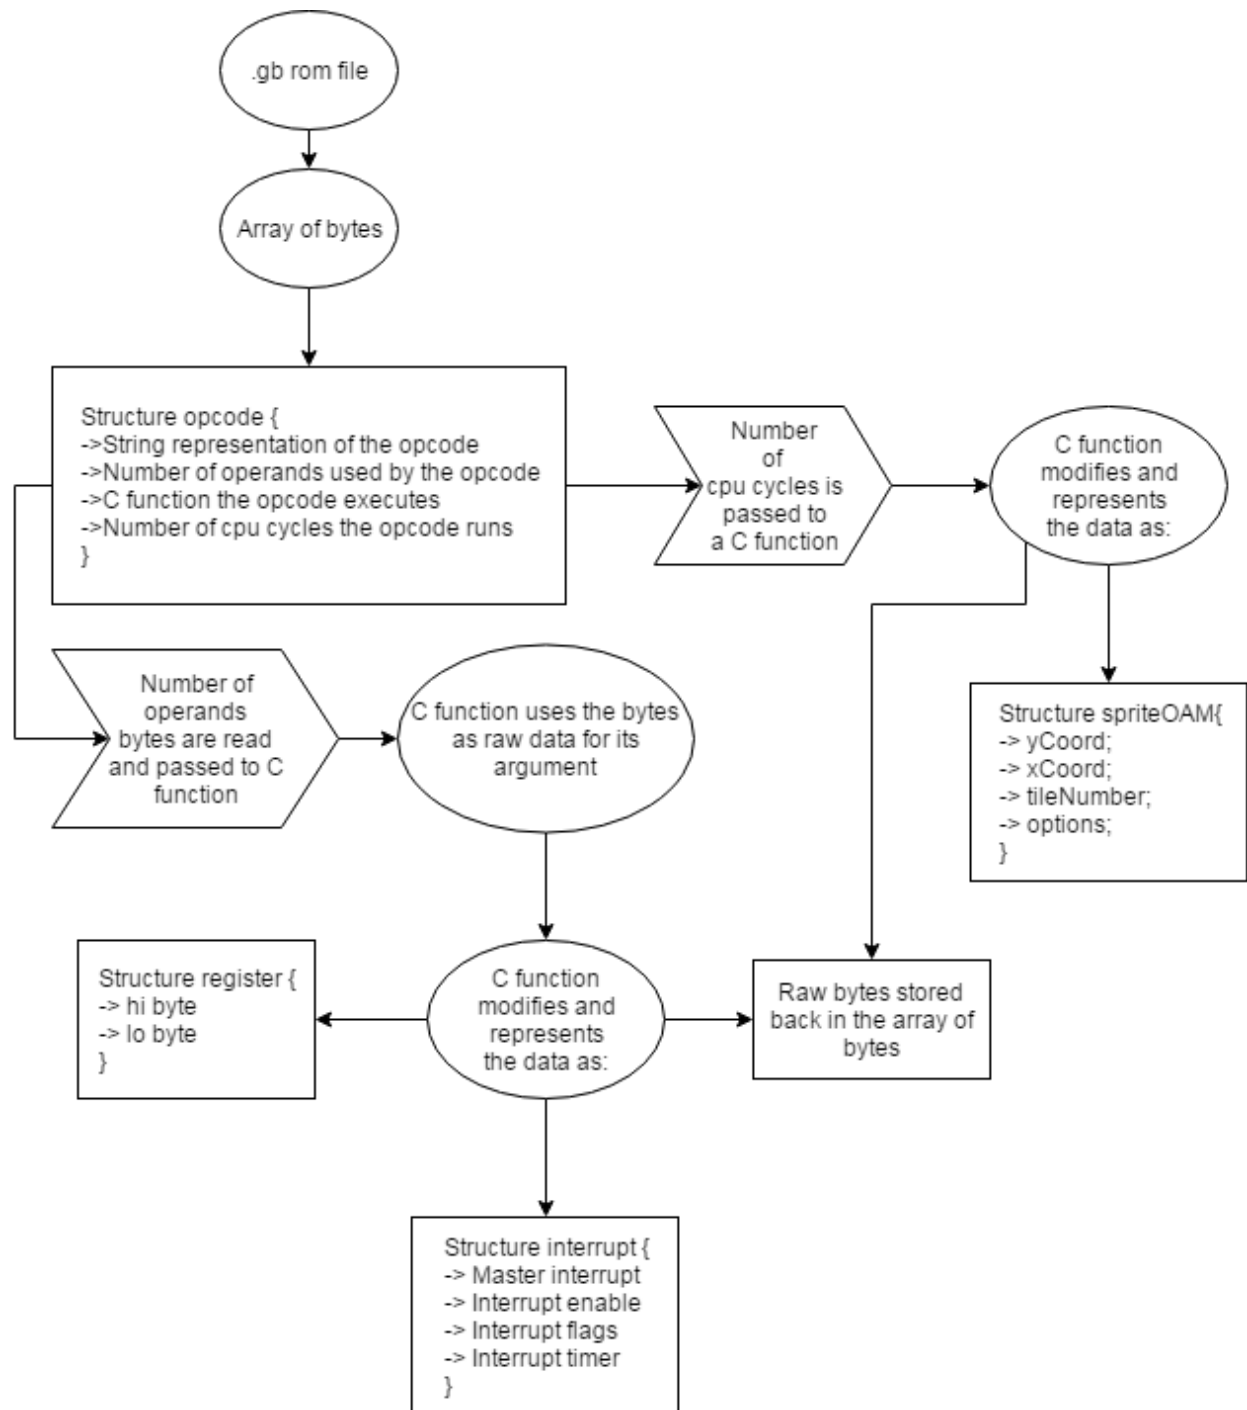 .gb rom file
Array of bytes
Structure opcode {
->String representation of the opcode
->Number of operands used by the opcode
->C function the opcode executes
->Number of cpu cycles the opcode runs
}
Number
of
cpu cycles is
passed to
a C function
C function
modifies and
represents
the data as:
Number of
operands
bytes are read
and passed to C
function
C function uses the bytes
as raw data for its
argument
Structure spriteOAM{
-> yCoord;
-> xCoord;
-> tileNumber;
-> options;
}
Structure register {
-> hi byte
-> lo byte
}
C function
modifies and
represents
the data as:
Raw bytes stored
back in the array of
bytes
Structure interrupt {
-> Master interrupt
-> Interrupt enable
-> Interrupt flags
-> Interrupt timer
}